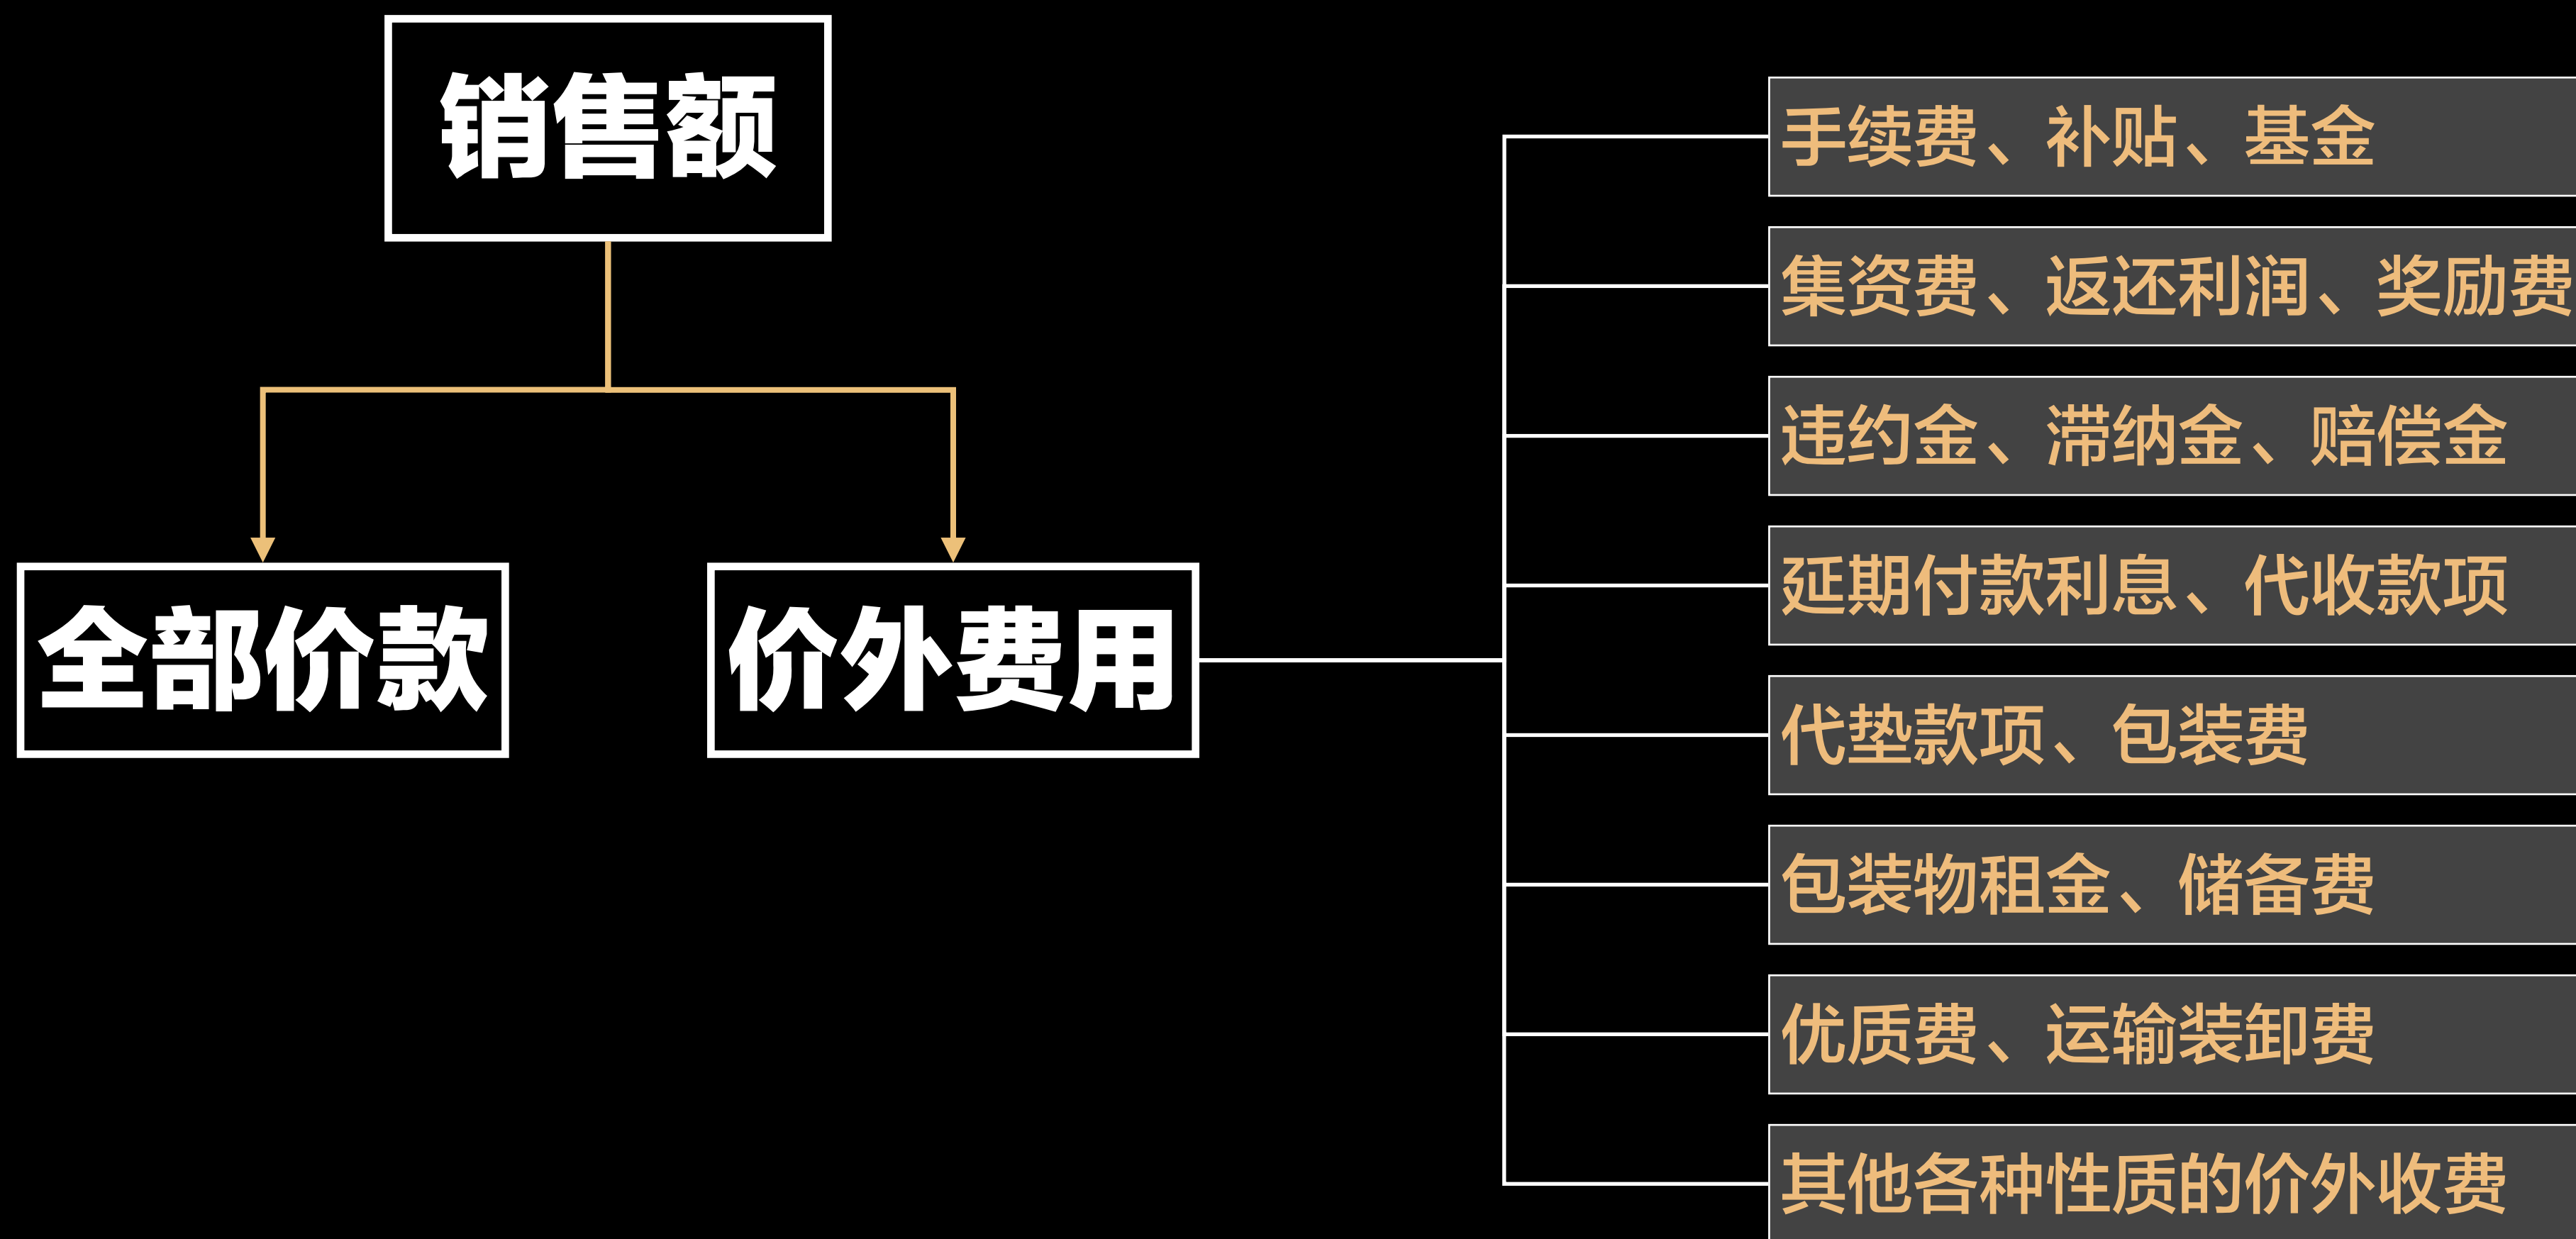 销售额
全部价款
价外费用
手续费、补贴、基金
集资费、返还利润、奖励费
违约金、滞纳金、赔偿金
延期付款利息、代收款项
代垫款项、包装费
包装物租金、储备费
优质费、运输装卸费
其他各种性质的价外收费